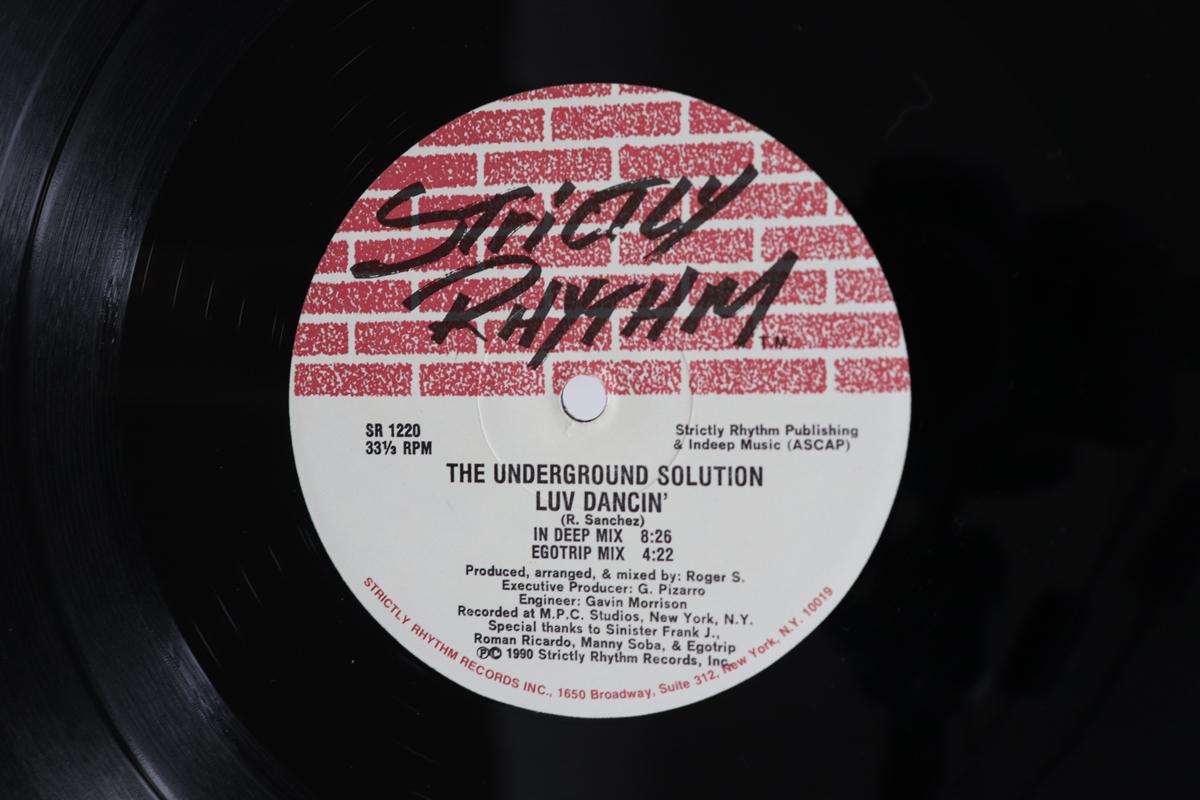 STRICTLY
RHYTHM
T.M.
SR 1220
33⅓ RPM
Strictly Rhythm Publishing
& Indeep Music (ASCAP)
THE UNDERGROUND SOLUTION
LUV DANCIN'
(R. Sanchez)
IN DEEP MIX 8:26
EGOTRIP MIX 4:22
Produced, arranged, & mixed by: Roger S.
Executive Producer: G. Pizarro
Engineer: Gavin Morrison
Recorded at M.P.C. Studios, New York, N.Y.
Special thanks to Sinister Frank J.,
Roman Ricardo, Manny Soba, & Egotrip
℗© 1990 Strictly Rhythm Records, Inc.
STRICTLY RHYTHM RECORDS INC., 1650 Broadway, Suite 312, New York, N.Y. 10019